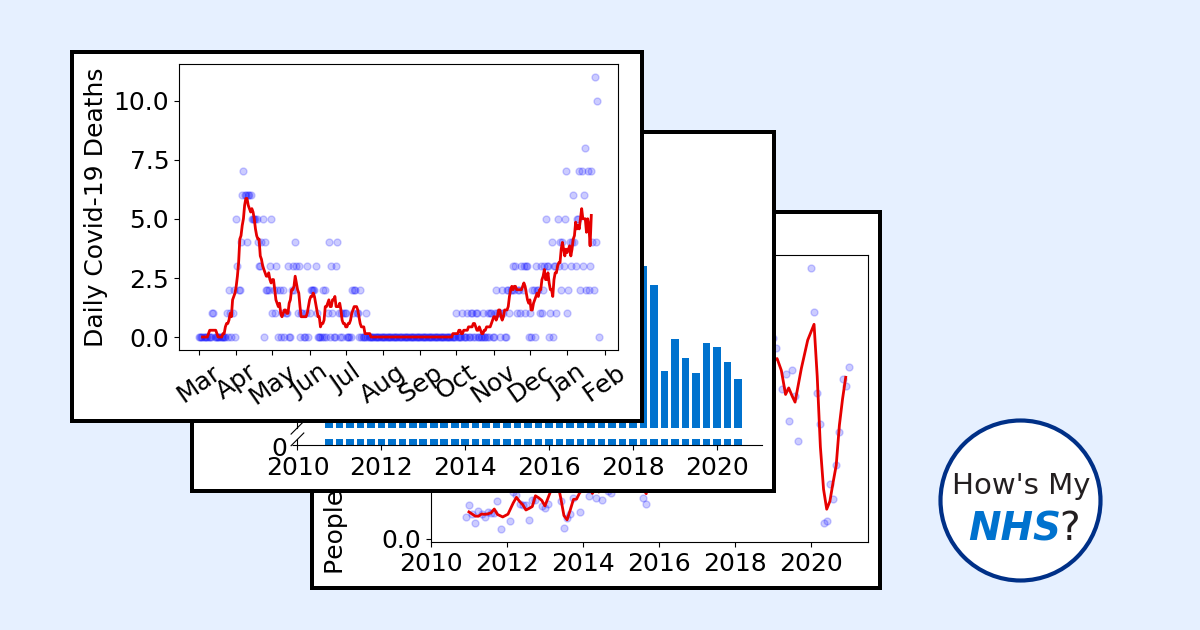 Daily Covid-19 Deaths
10.0
7.5
5.0
2.5
0.0
Mar Apr May Jun Jul Aug Sep Oct Nov Dec Jan Feb
0
2010 2012 2014 2016 2018 2020
People
0.0
2010 2012 2014 2016 2018 2020
How's My
NHS?